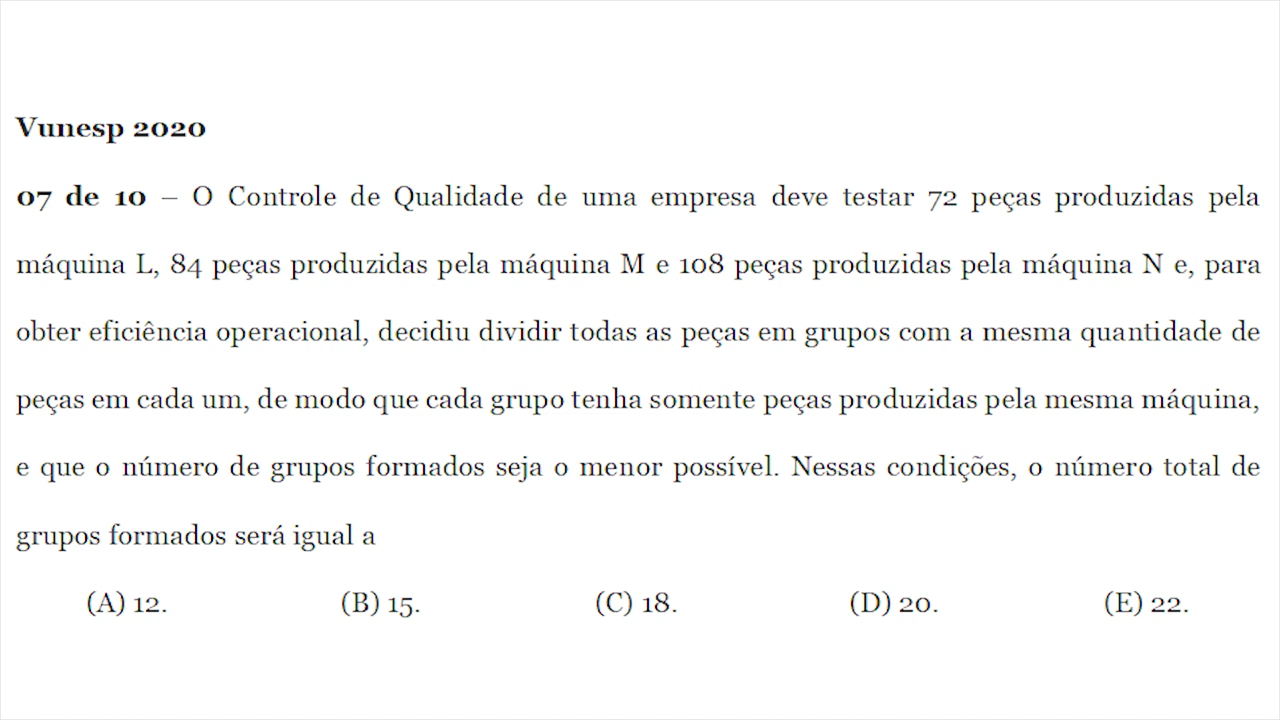 Vunesp 2020
07 de 10 – O Controle de Qualidade de uma empresa deve testar 72 peças produzidas pela
máquina L, 84 peças produzidas pela máquina M e 108 peças produzidas pela máquina N e, para
obter eficiência operacional, decidiu dividir todas as peças em grupos com a mesma quantidade de
peças em cada um, de modo que cada grupo tenha somente peças produzidas pela mesma máquina,
e que o número de grupos formados seja o menor possível. Nessas condições, o número total de
grupos formados será igual a
(A) 12. (B) 15. (C) 18. (D) 20. (E) 22.